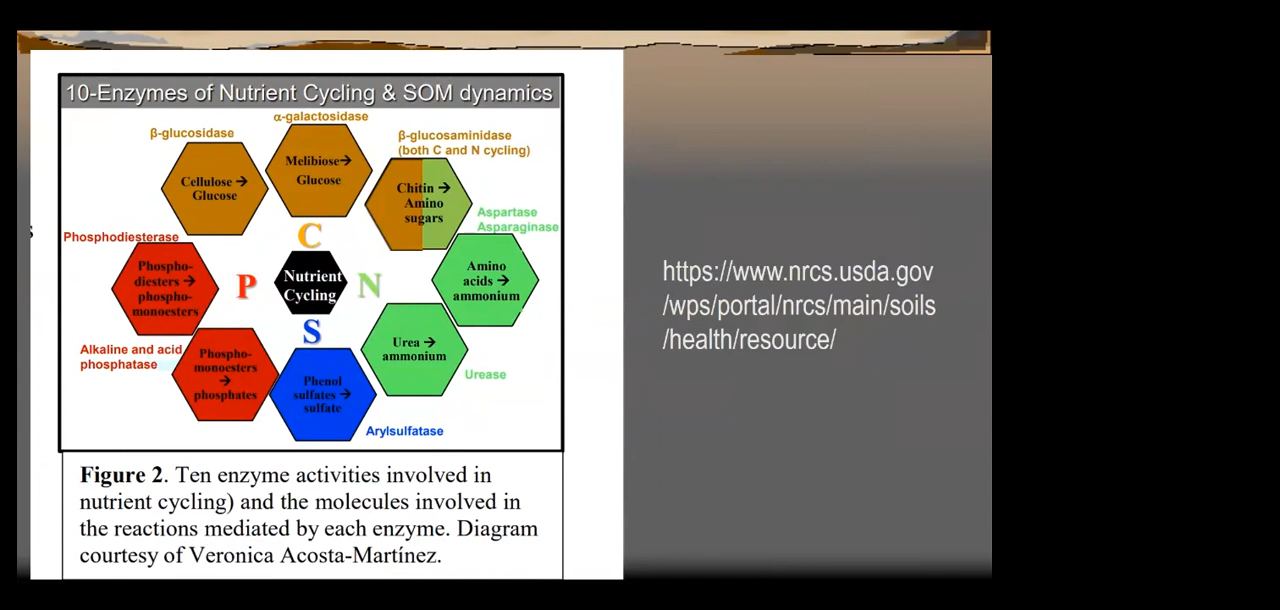 10-Enzymes of Nutrient Cycling & SOM dynamics
α-galactosidase
β-glucosidase
β-glucosaminidase
(both C and N cycling)
Melibiose→
Glucose
Cellulose →
Glucose
Chitin →
Amino
sugars
Aspartase
Asparaginase
Phosphodiesterase
C
Phospho-
diesters →
phospho-
monoesters
P
Nutrient
Cycling
N
Amino
acids →
ammonium
S
Urea →
ammonium
Alkaline and acid
phosphatase
Phospho-
monoesters
→
phosphates
Phenol
sulfates →
sulfate
Urease
Arylsulfatase
Figure 2. Ten enzyme activities involved in
nutrient cycling) and the molecules involved in
the reactions mediated by each enzyme. Diagram
courtesy of Veronica Acosta-Martínez.
s
https://www.nrcs.usda.gov
/wps/portal/nrcs/main/soils
/health/resource/